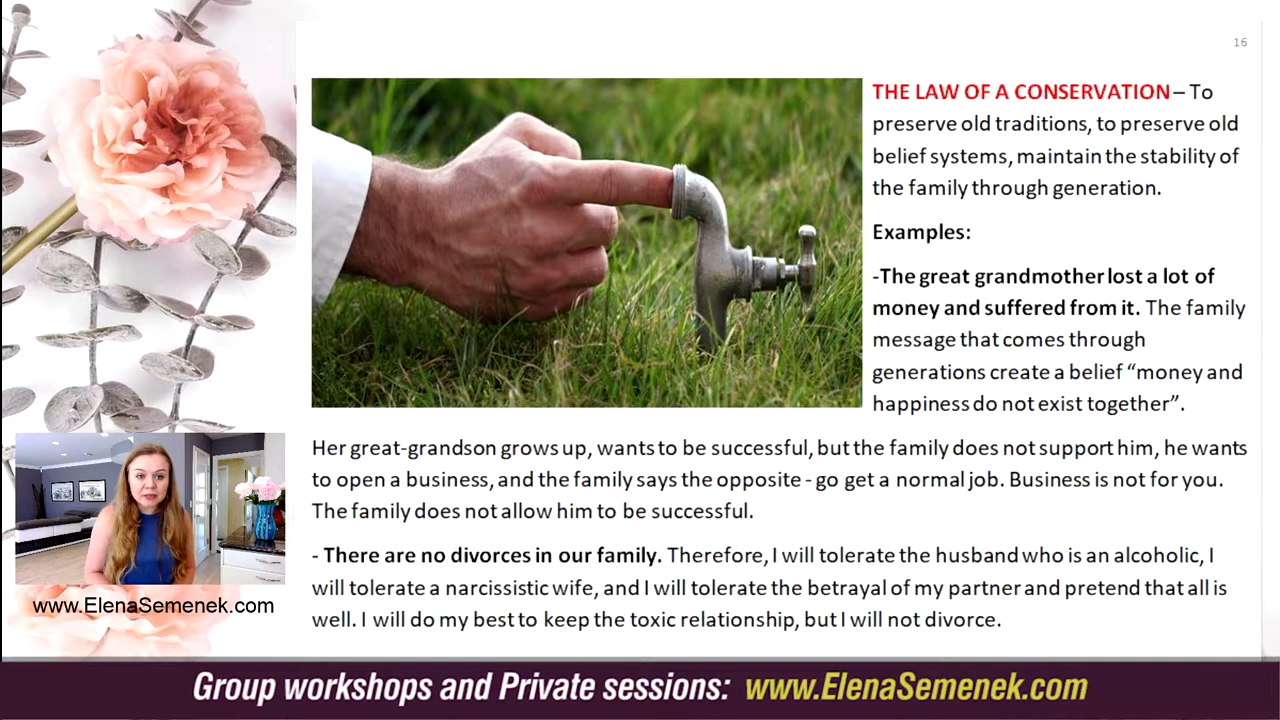 16
THE LAW OF A CONSERVATION – To
preserve old traditions, to preserve old
belief systems, maintain the stability of
the family through generation.
Examples:
-The great grandmother lost a lot of
money and suffered from it. The family
message that comes through
generations create a belief “money and
happiness do not exist together”.
Her great-grandson grows up, wants to be successful, but the family does not support him, he wants
to open a business, and the family says the opposite - go get a normal job. Business is not for you.
The family does not allow him to be successful.
- There are no divorces in our family. Therefore, I will tolerate the husband who is an alcoholic, I
will tolerate a narcissistic wife, and I will tolerate the betrayal of my partner and pretend that all is
well. I will do my best to keep the toxic relationship, but I will not divorce.
www.ElenaSemenek.com
Group workshops and Private sessions: www.ElenaSemenek.com